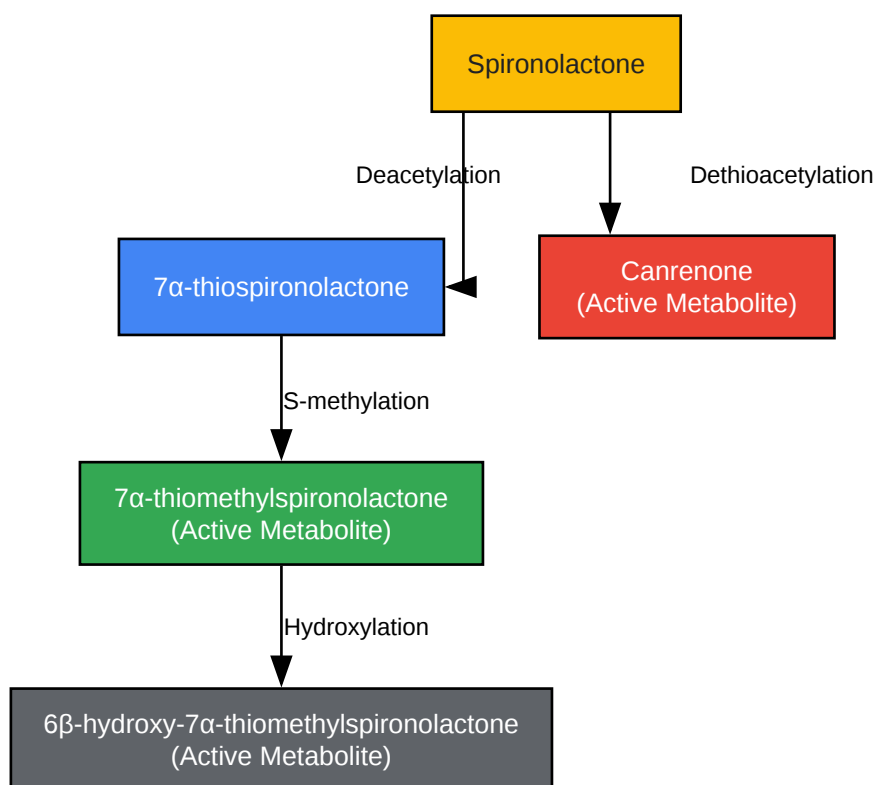 Spironolactone
Deacetylation
Dethioacetylation
7α-thiospironolactone
Canrenone
(Active Metabolite)
S-methylation
7α-thiomethylspironolactone
(Active Metabolite)
Hydroxylation
6β-hydroxy-7α-thiomethylspironolactone
(Active Metabolite)